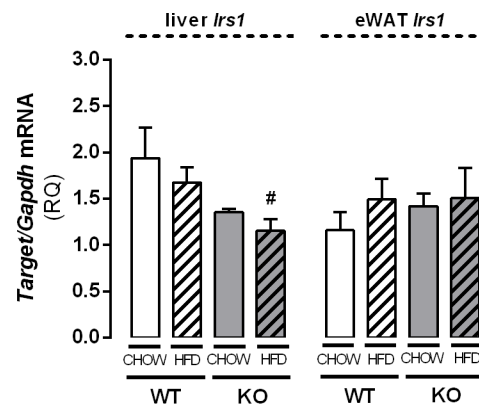 liver Irs1 eWAT Irs1
Target/Gapdh mRNA
(RQ)
3.0
2.5
2.0
1.5
1.0
0.5
0.0
#
CHOW HFD CHOW HFD CHOW HFD CHOW HFD
WT KO WT KO